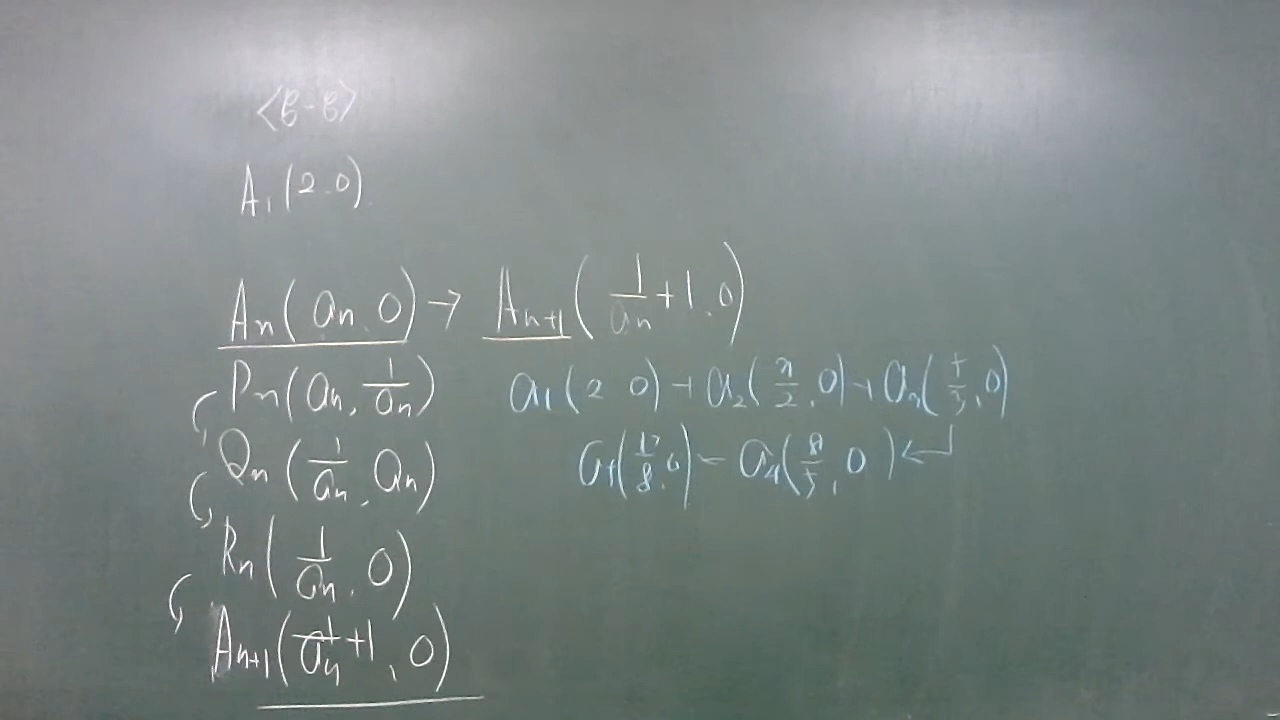 A₁(2.0)
Aₙ(aₙ.0) → Aₙ₊₁(1/aₙ+1.0)
Pₙ(aₙ, 1/aₙ)
a₁(2 0) → a₂(3/2, 0) → a₃(5/3, 0)
Qₙ(1/aₙ, aₙ)
a₅(13/8, 0) ← a₄(8/5, 0) ↵
Rₙ(1/aₙ, 0)
Aₙ₊₁(1/aₙ+1, 0)